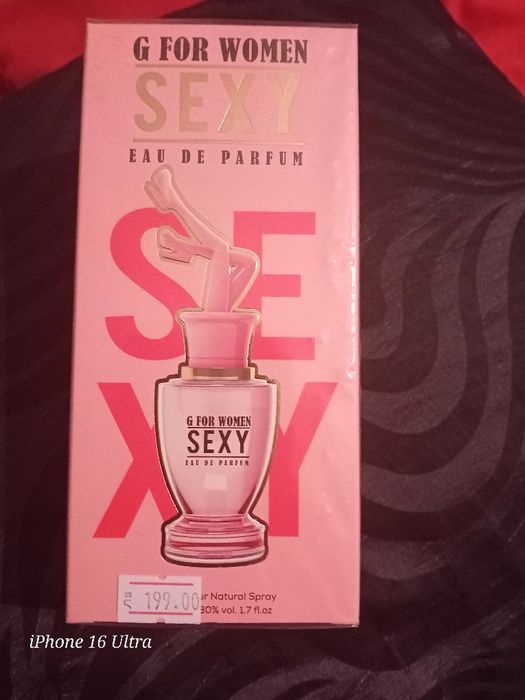 G FOR WOMEN
SEXY
EAU DE PARFUM
SE
XY
G FOR WOMEN
SEXY
EAU DE PARFUM
199.00
Natural Spray
80% vol. 1.7 fl.oz
iPhone 16 Ultra